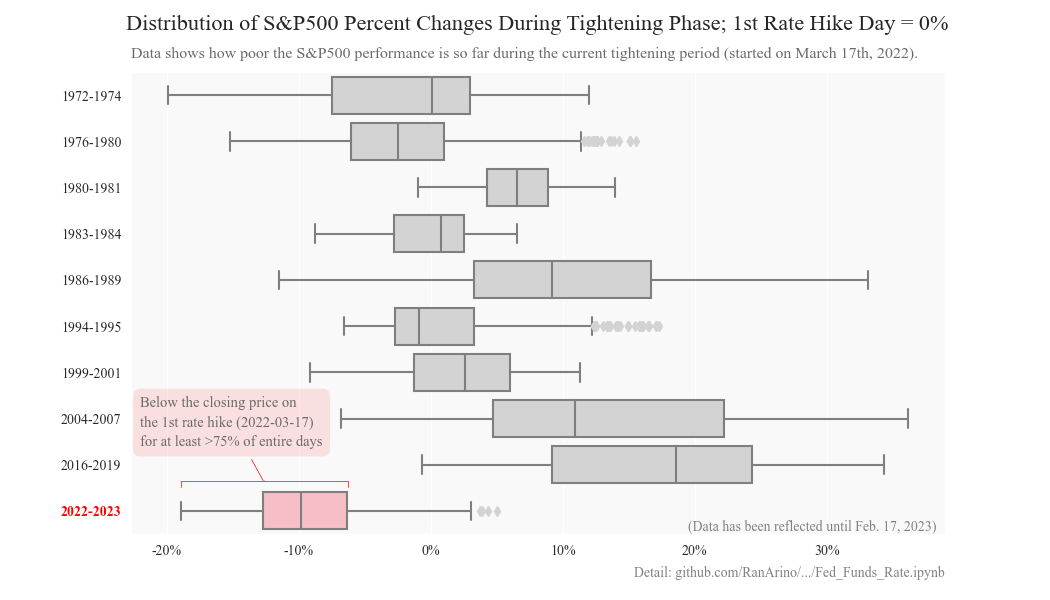 Distribution of S&P500 Percent Changes During Tightening Phase; 1st Rate Hike Day = 0%
Data shows how poor the S&P500 performance is so far during the current tightening period (started on March 17th, 2022).
1972-1974
1976-1980
1980-1981
1983-1984
1986-1989
1994-1995
1999-2001
Below the closing price on
the 1st rate hike (2022-03-17)
for at least >75% of entire days
2004-2007
2016-2019
2022-2023
(Data has been reflected until Feb. 17, 2023)
-20% -10% 0% 10% 20% 30%
Detail: github.com/RanArino/.../Fed_Funds_Rate.ipynb